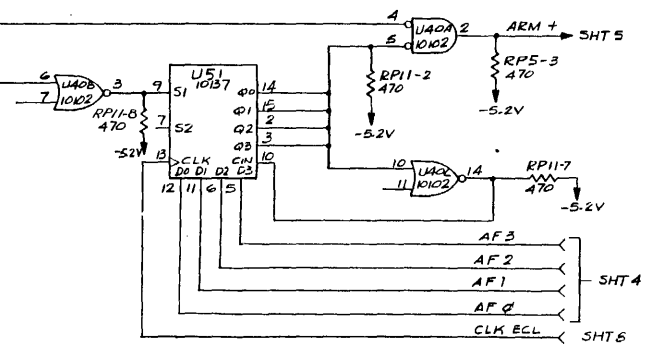 4
U40A
2
ARM +
SHT 5
5
10102
RP5-3
470
-5.2V
RP11-2
470
-5.2V
6
U40B
3
7
10102
RP11-8
470
-5.2V
U51
10137
9
S1
7
S2
13
CLK
D0 D1 D2 D3
12
11
6
5
Q0
14
Q1
15
Q2
2
Q3
3
CIN
10
10
U40C
14
11
10102
RP11-7
470
-5.2V
AF 3
AF 2
AF 1
AF 0
SHT 4
CLK ECL
SHT 6